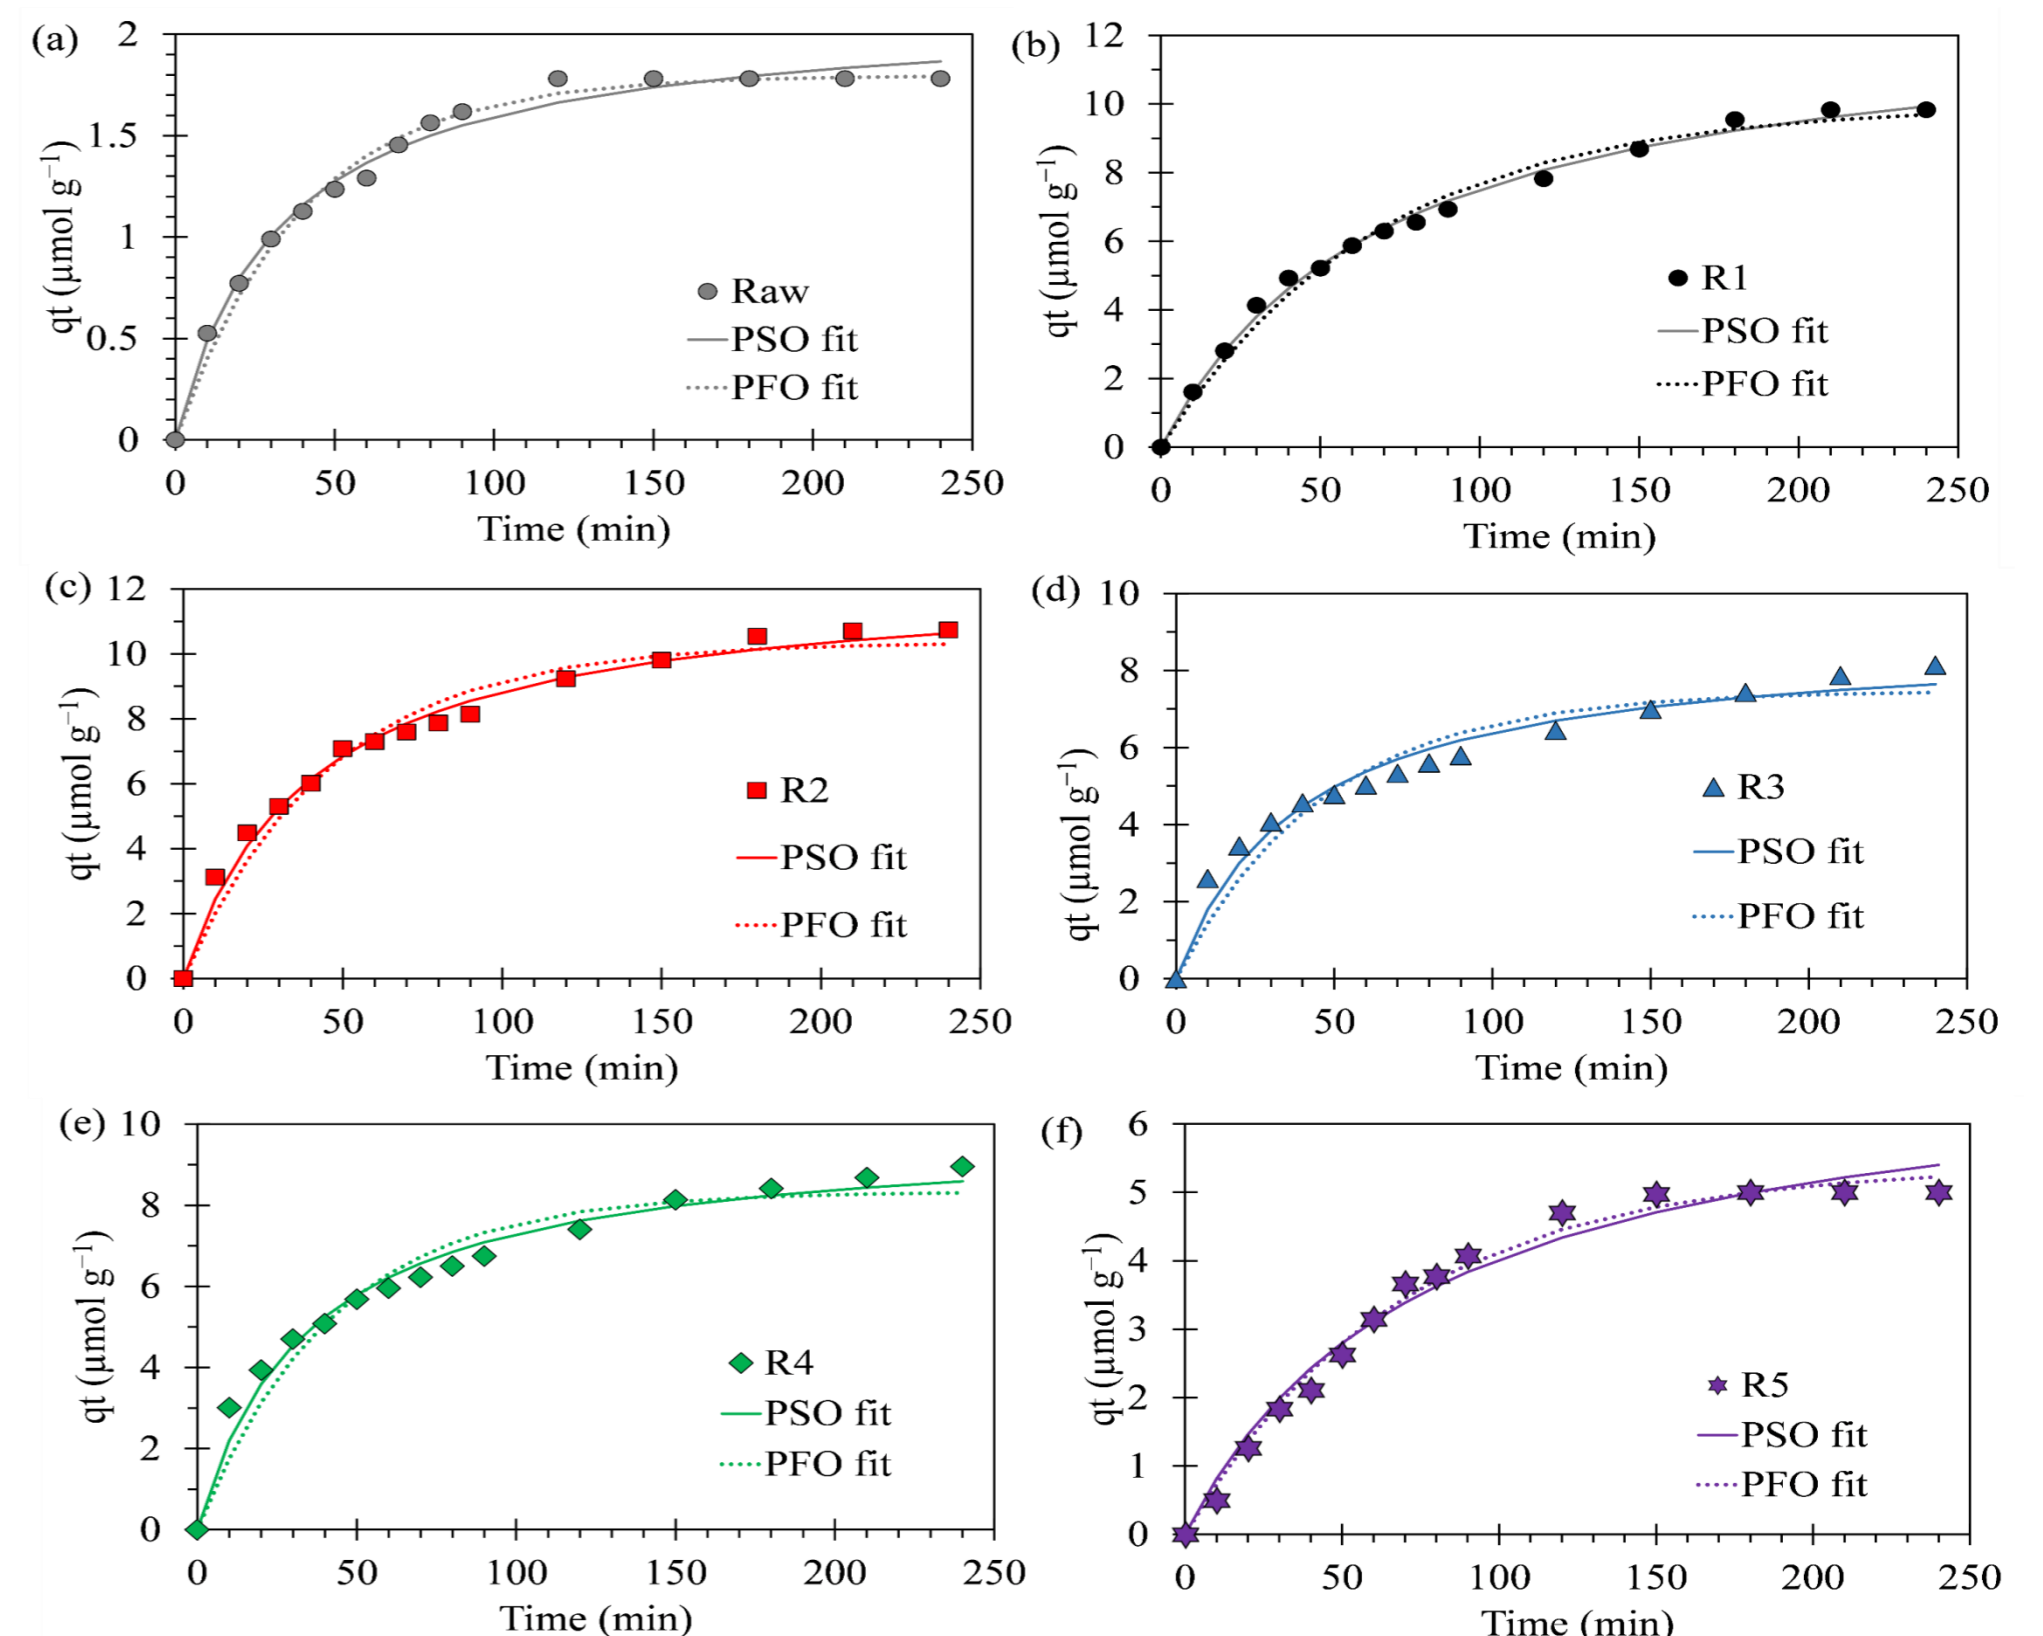 (a)
2
1.5
1
0.5
0
qt (µmol g⁻¹)
Raw
PSO fit
PFO fit
0 50 100 150 200 250
Time (min)
(b)
12
10
8
6
4
2
0
qt (µmol g⁻¹)
R1
PSO fit
PFO fit
0 50 100 150 200 250
Time (min)
(c)
12
10
8
6
4
2
0
qt (µmol g⁻¹)
R2
PSO fit
PFO fit
0 50 100 150 200 250
Time (min)
(d)
10
8
6
4
2
0
qt (µmol g⁻¹)
R3
PSO fit
PFO fit
0 50 100 150 200 250
Time (min)
(e)
10
8
6
4
2
0
qt (µmol g⁻¹)
R4
PSO fit
PFO fit
0 50 100 150 200 250
Time (min)
(f)
6
5
4
3
2
1
0
qt (µmol g⁻¹)
R5
PSO fit
PFO fit
0 50 100 150 200 250
Time (min)